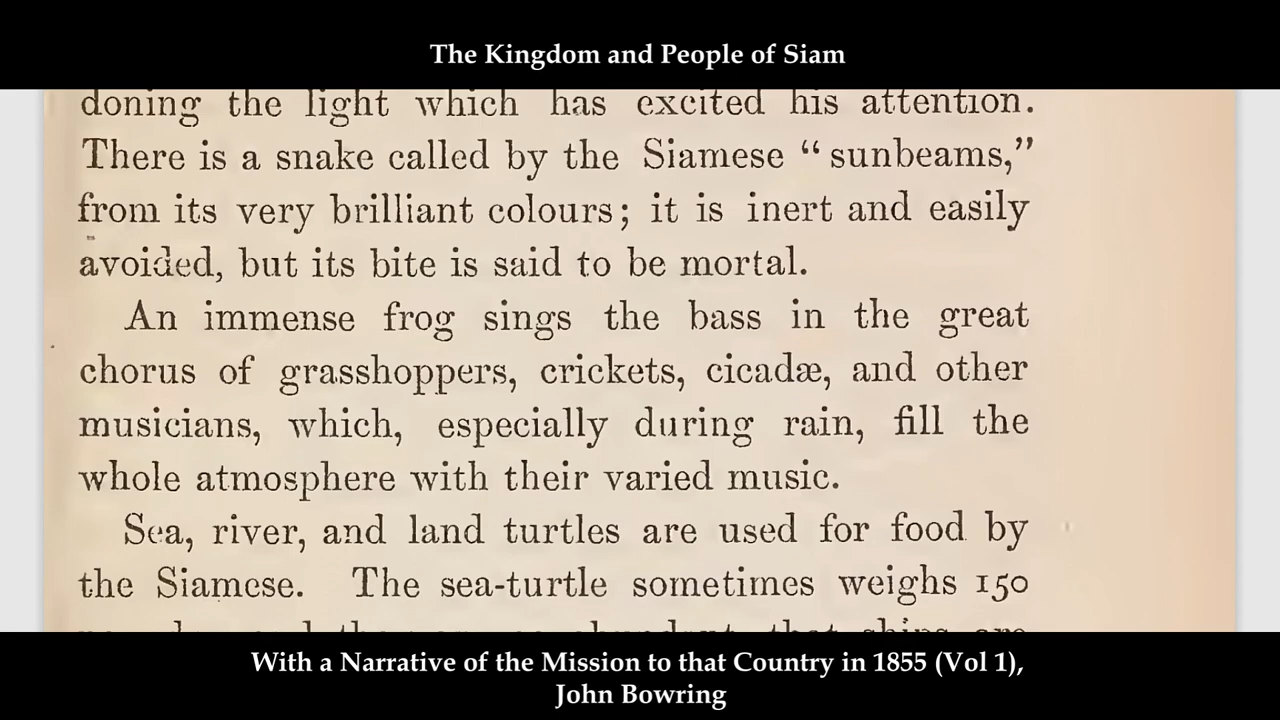 The Kingdom and People of Siam
doning the light which has excited his attention.
There is a snake called by the Siamese “ sunbeams,”
from its very brilliant colours; it is inert and easily
avoided, but its bite is said to be mortal.
An immense frog sings the bass in the great
chorus of grasshoppers, crickets, cicadæ, and other
musicians, which, especially during rain, fill the
whole atmosphere with their varied music.
Sea, river, and land turtles are used for food by
the Siamese. The sea-turtle sometimes weighs 150
With a Narrative of the Mission to that Country in 1855 (Vol 1),
John Bowring